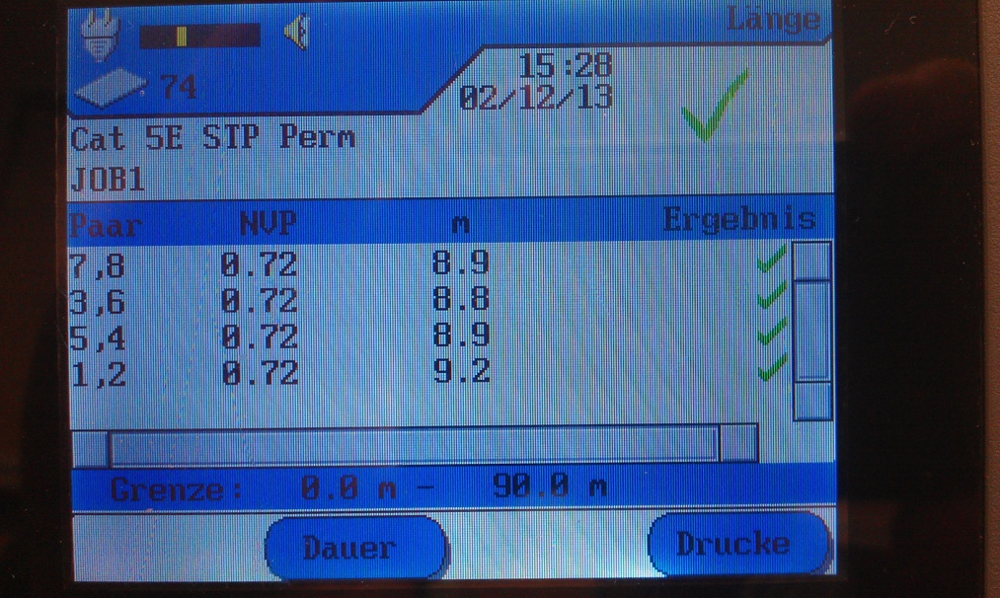 Länge
74
15:28
02/12/13
Cat 5E STP Perm
JOB1
Paar NVP m Ergebnis
7,8 0.72 8.9
3,6 0.72 8.8
5,4 0.72 8.9
1,2 0.72 9.2
Grenze: 0.0 m - 90.0 m
Dauer Drucke